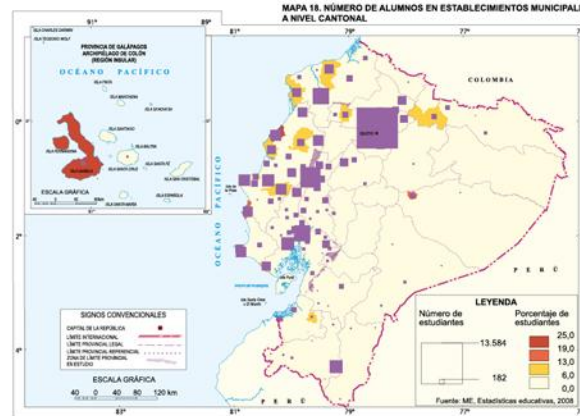 MAPA 18. NÚMERO DE ALUMNOS EN ESTABLECIMIENTOS MUNICIPAL
A NIVEL CANTONAL
81° 79° 77°
91° 89°
PROVINCIA DE GALÁPAGOS
ARCHIPIÉLAGO DE COLÓN
(REGIÓN INSULAR)
OCÉANO PACÍFICO
ESCALA GRÁFICA
91° 89°
COLOMBIA
0°
OCÉANO PACÍFICO
2°
PERÚ
SIGNOS CONVENCIONALES
CAPITAL DE LA REPÚBLICA
LÍMITE INTERNACIONAL
LÍMITE PROVINCIAL LEGAL
LÍMITE PROVINCIAL REFERENCIAL
ZONA DE LÍMITE PROVINCIAL
EN ESTUDIO
ESCALA GRÁFICA
40 0 40 80 120 km
4°
PERÚ
LEYENDA
Número de
estudiantes
13.584
182
Porcentaje de
estudiantes
25,0
19,0
13,0
6,0
0,0
Fuente: ME, Estadísticas educativas, 2008
81° 79° 77°